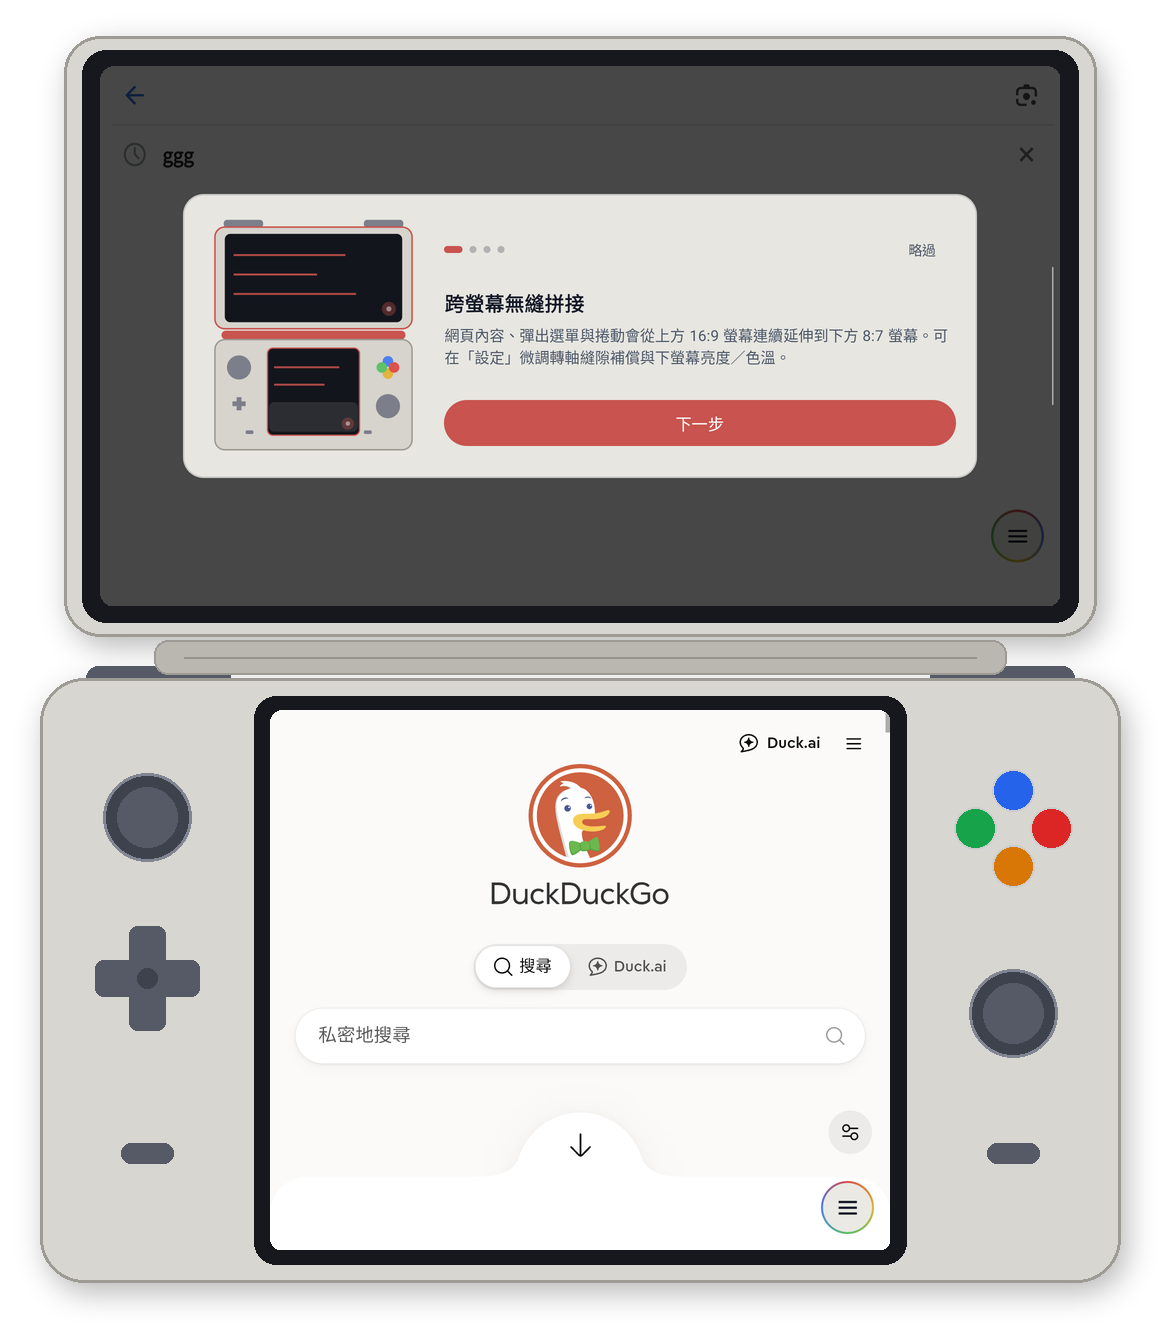 ggg
略過
跨螢幕無縫拼接
網頁內容、彈出選單與捲動會從上方 16:9 螢幕連續延伸到下方 8:7 螢幕。可
在「設定」微調轉軸縫隙補償與下螢幕亮度／色溫。
下一步
Duck.ai
DuckDuckGo
搜尋 Duck.ai
私密地搜尋